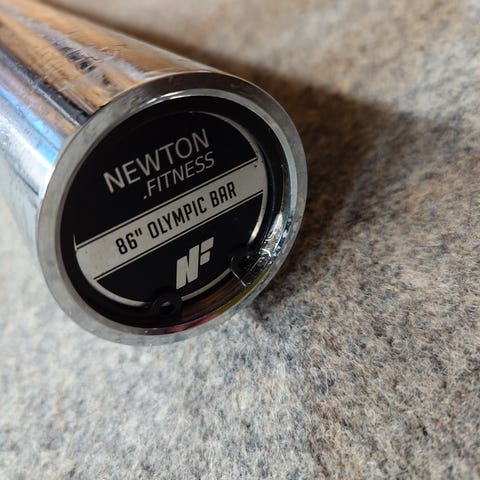 NEWTON
.FITNESS
86" OLYMPIC BAR
NF